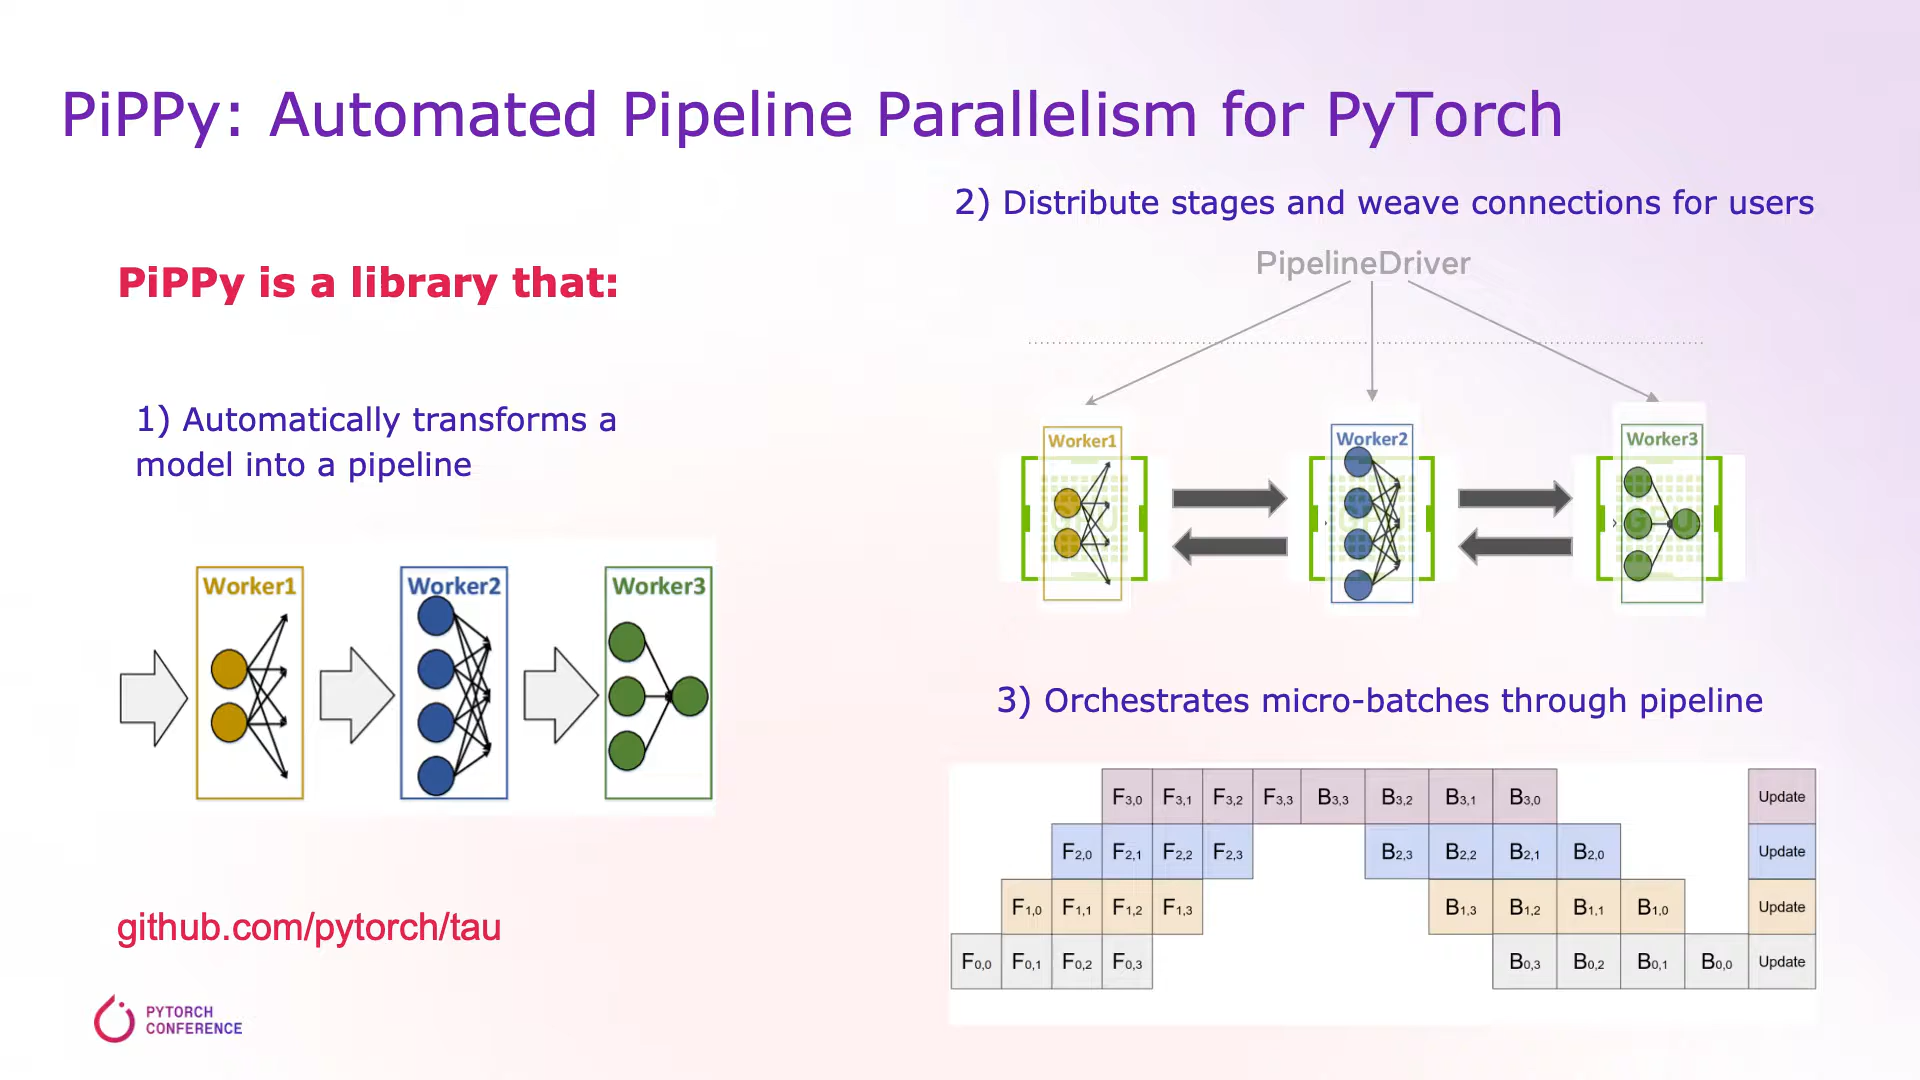 PiPPy: Automated Pipeline Parallelism for PyTorch
PiPPy is a library that:
1) Automatically transforms a
model into a pipeline
Worker1 Worker2 Worker3
github.com/pytorch/tau
PYTORCH
CONFERENCE
2) Distribute stages and weave connections for users
PipelineDriver
Worker1 Worker2 Worker3
GPU GPU GPU
3) Orchestrates micro-batches through pipeline
F3,0 F3,1 F3,2 F3,3 B3,3 B3,2 B3,1 B3,0 Update
F2,0 F2,1 F2,2 F2,3 B2,3 B2,2 B2,1 B2,0 Update
F1,0 F1,1 F1,2 F1,3 B1,3 B1,2 B1,1 B1,0 Update
F0,0 F0,1 F0,2 F0,3 B0,3 B0,2 B0,1 B0,0 Update